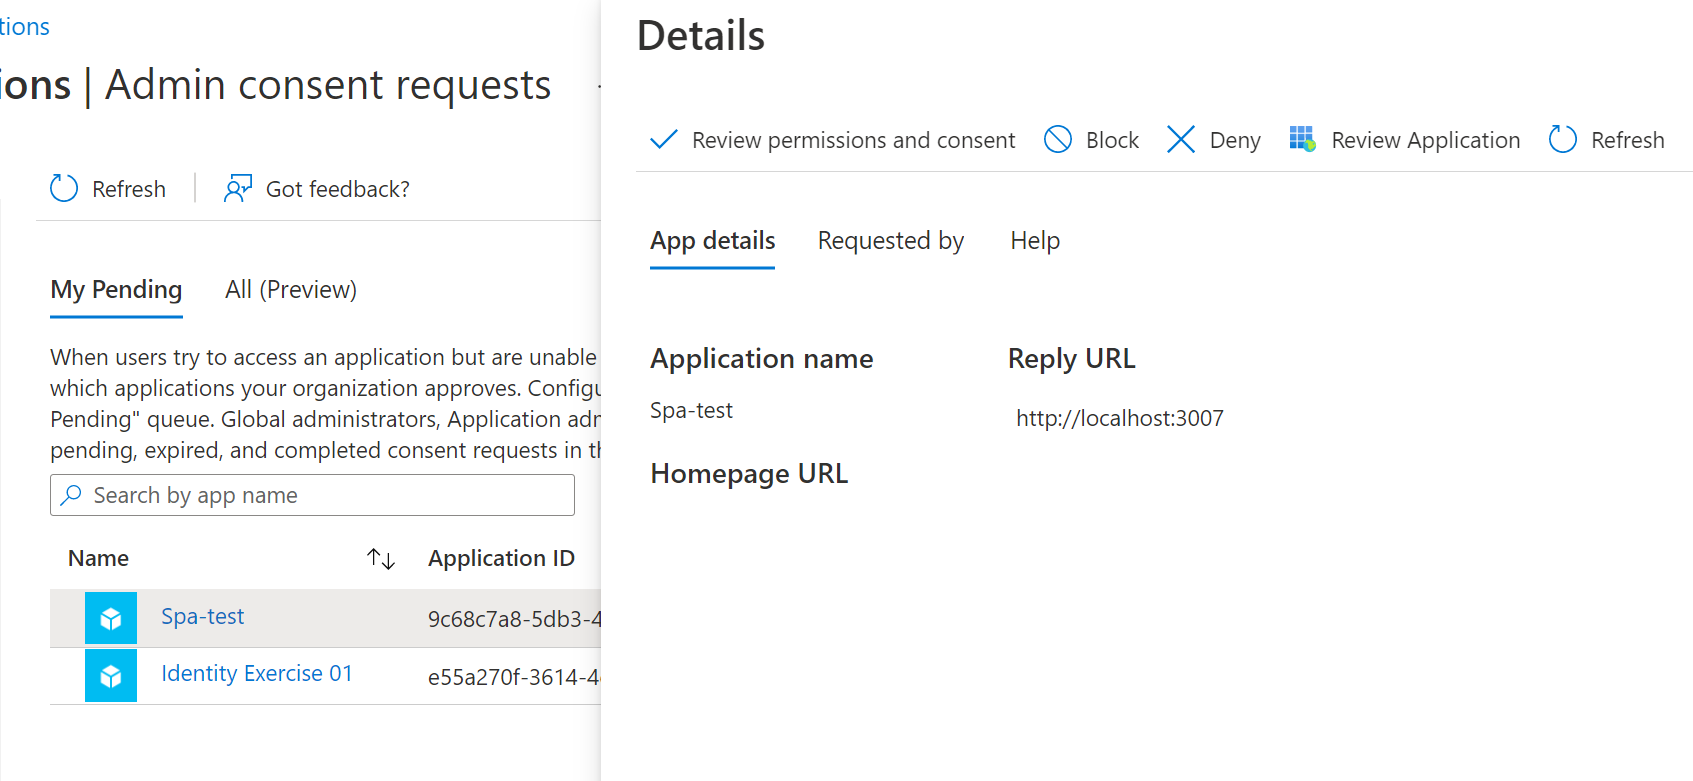 tions
ions | Admin consent requests
Refresh
Got feedback?
My Pending
All (Preview)
When users try to access an application but are unable
which applications your organization approves. Configu
Pending" queue. Global administrators, Application adm
pending, expired, and completed consent requests in th
Search by app name
Name
Application ID
Spa-test
9c68c7a8-5db3-4
Identity Exercise 01
e55a270f-3614-4
Details
Review permissions and consent
Block
Deny
Review Application
Refresh
App details
Requested by
Help
Application name
Reply URL
Spa-test
http://localhost:3007
Homepage URL